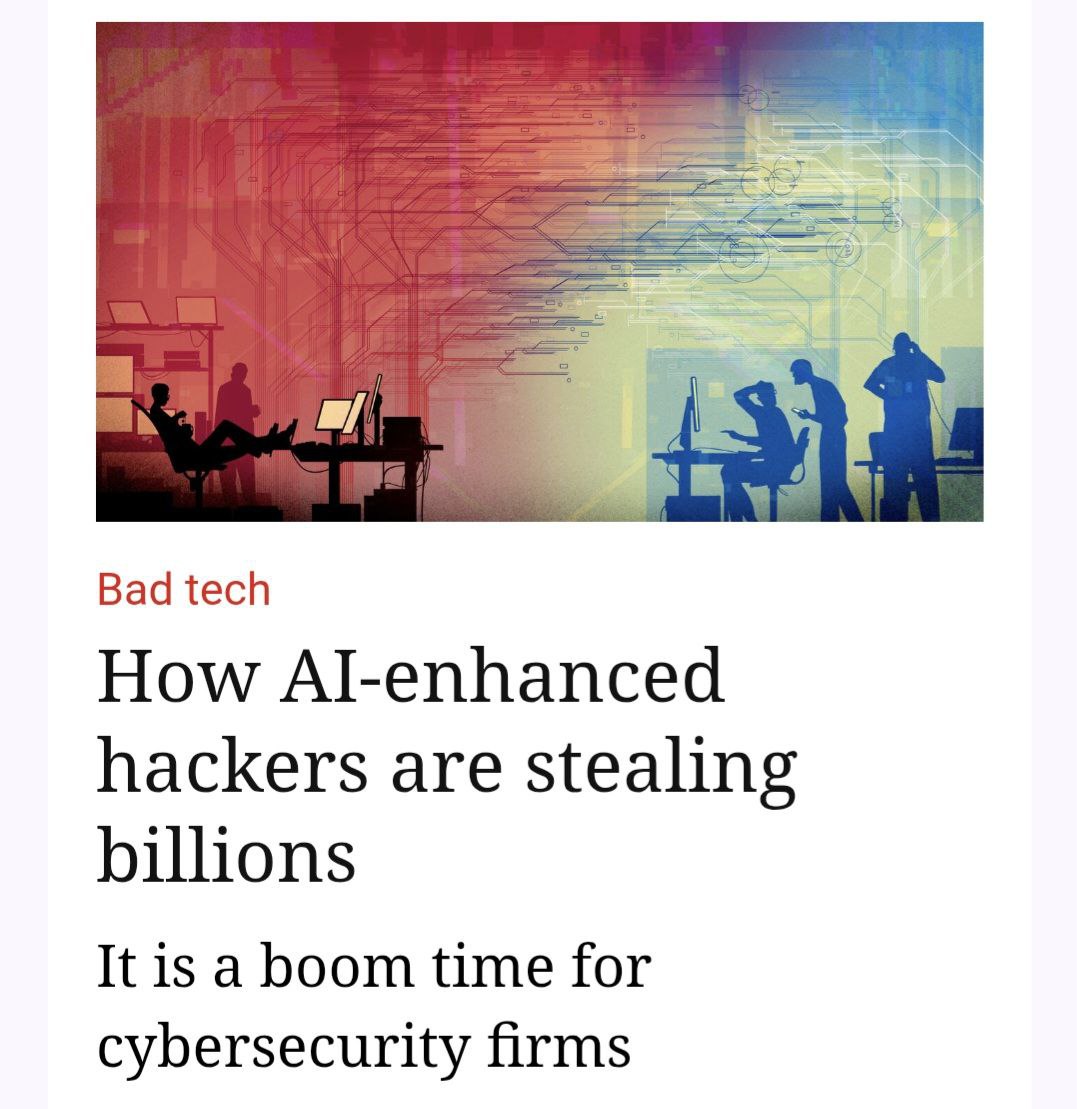 Bad tech
How AI-enhanced
hackers are stealing
billions
It is a boom time for
cybersecurity firms